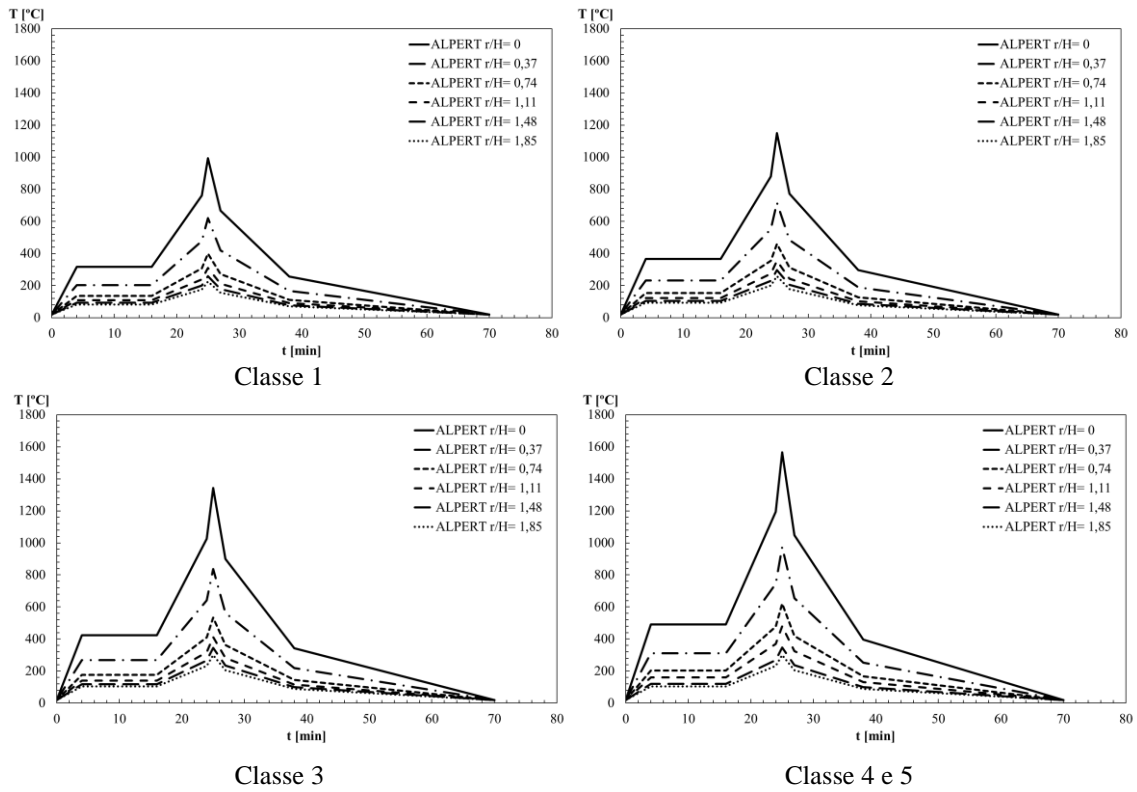 T [ºC]
1800
1600
1400
1200
1000
800
600
400
200
0
0 10 20 30 40 50 60 70 80
t [min]
ALPERT r/H= 0
ALPERT r/H= 0,37
ALPERT r/H= 0,74
ALPERT r/H= 1,11
ALPERT r/H= 1,48
ALPERT r/H= 1,85
Classe 1
T [ºC]
1800
1600
1400
1200
1000
800
600
400
200
0
0 10 20 30 40 50 60 70 80
t [min]
ALPERT r/H= 0
ALPERT r/H= 0,37
ALPERT r/H= 0,74
ALPERT r/H= 1,11
ALPERT r/H= 1,48
ALPERT r/H= 1,85
Classe 2
T [ºC]
1800
1600
1400
1200
1000
800
600
400
200
0
0 10 20 30 40 50 60 70 80
t [min]
ALPERT r/H= 0
ALPERT r/H= 0,37
ALPERT r/H= 0,74
ALPERT r/H= 1,11
ALPERT r/H= 1,48
ALPERT r/H= 1,85
Classe 3
T [ºC]
1800
1600
1400
1200
1000
800
600
400
200
0
0 10 20 30 40 50 60 70 80
t [min]
ALPERT r/H= 0
ALPERT r/H= 0,37
ALPERT r/H= 0,74
ALPERT r/H= 1,11
ALPERT r/H= 1,48
ALPERT r/H= 1,85
Classe 4 e 5